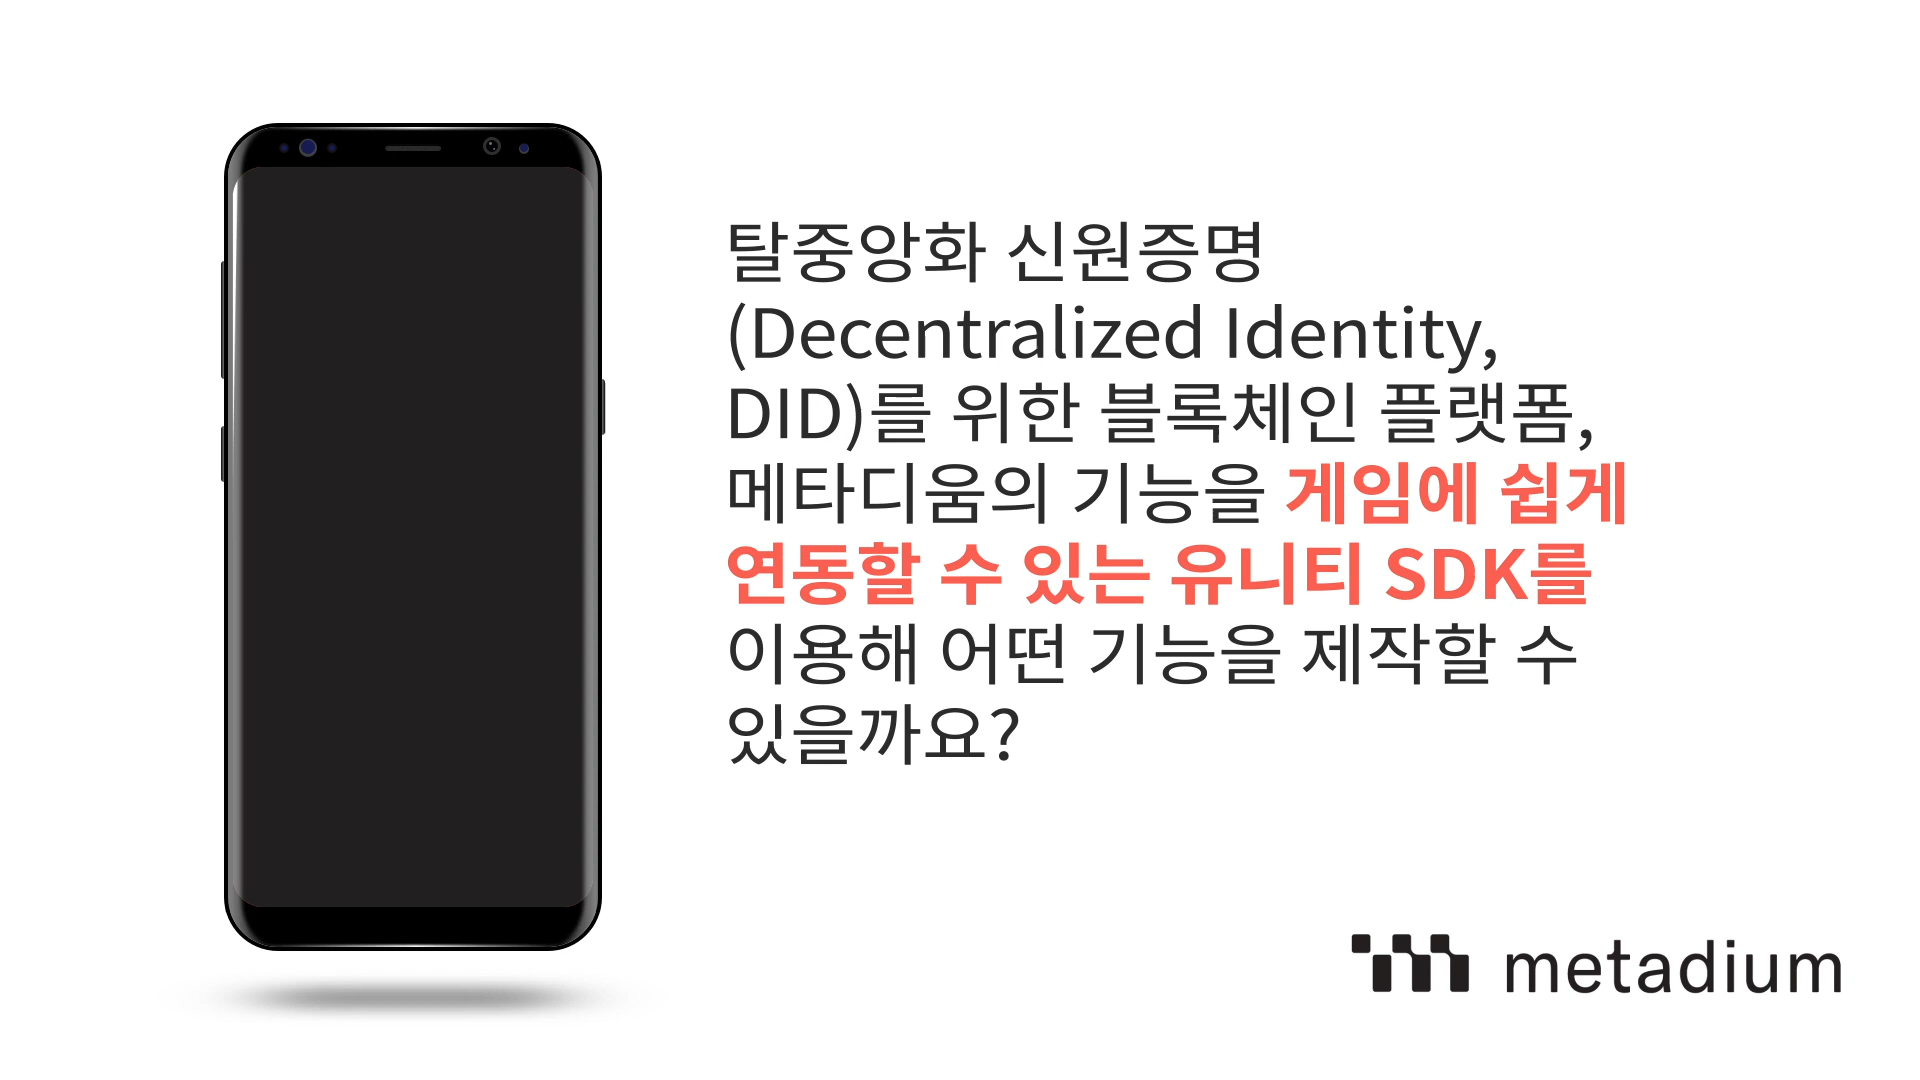 탈중앙화 신원증명
(Decentralized Identity,
DID)를 위한 블록체인 플랫폼,
메타디움의 기능을 게임에 쉽게
연동할 수 있는 유니티 SDK를
이용해 어떤 기능을 제작할 수
있을까요?
metadium